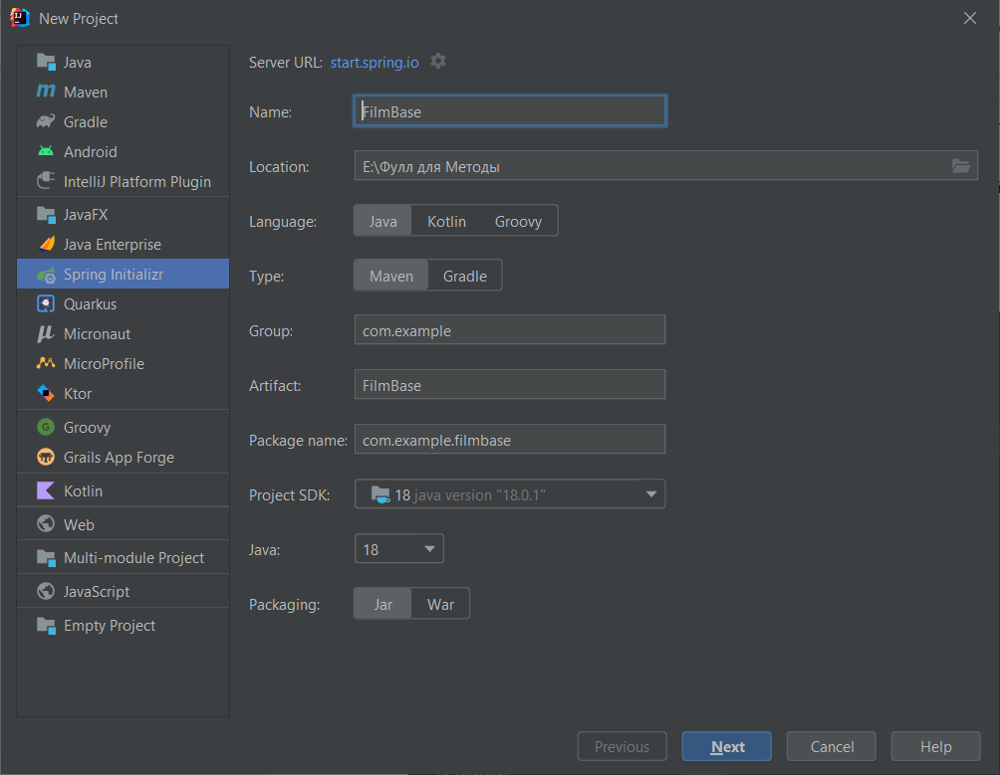 New Project
Java
Maven
Gradle
Android
IntelliJ Platform Plugin
JavaFX
Java Enterprise
Spring Initializr
Quarkus
Micronaut
MicroProfile
Ktor
Groovy
Grails App Forge
Kotlin
Web
Multi-module Project
JavaScript
Empty Project
Server URL: start.spring.io
Name: FilmBase
Location: E:\Фулл для Методы
Language: Java Kotlin Groovy
Type: Maven Gradle
Group: com.example
Artifact: FilmBase
Package name: com.example.filmbase
Project SDK: 18 java version "18.0.1"
Java: 18
Packaging: Jar War
Previous Next Cancel Help